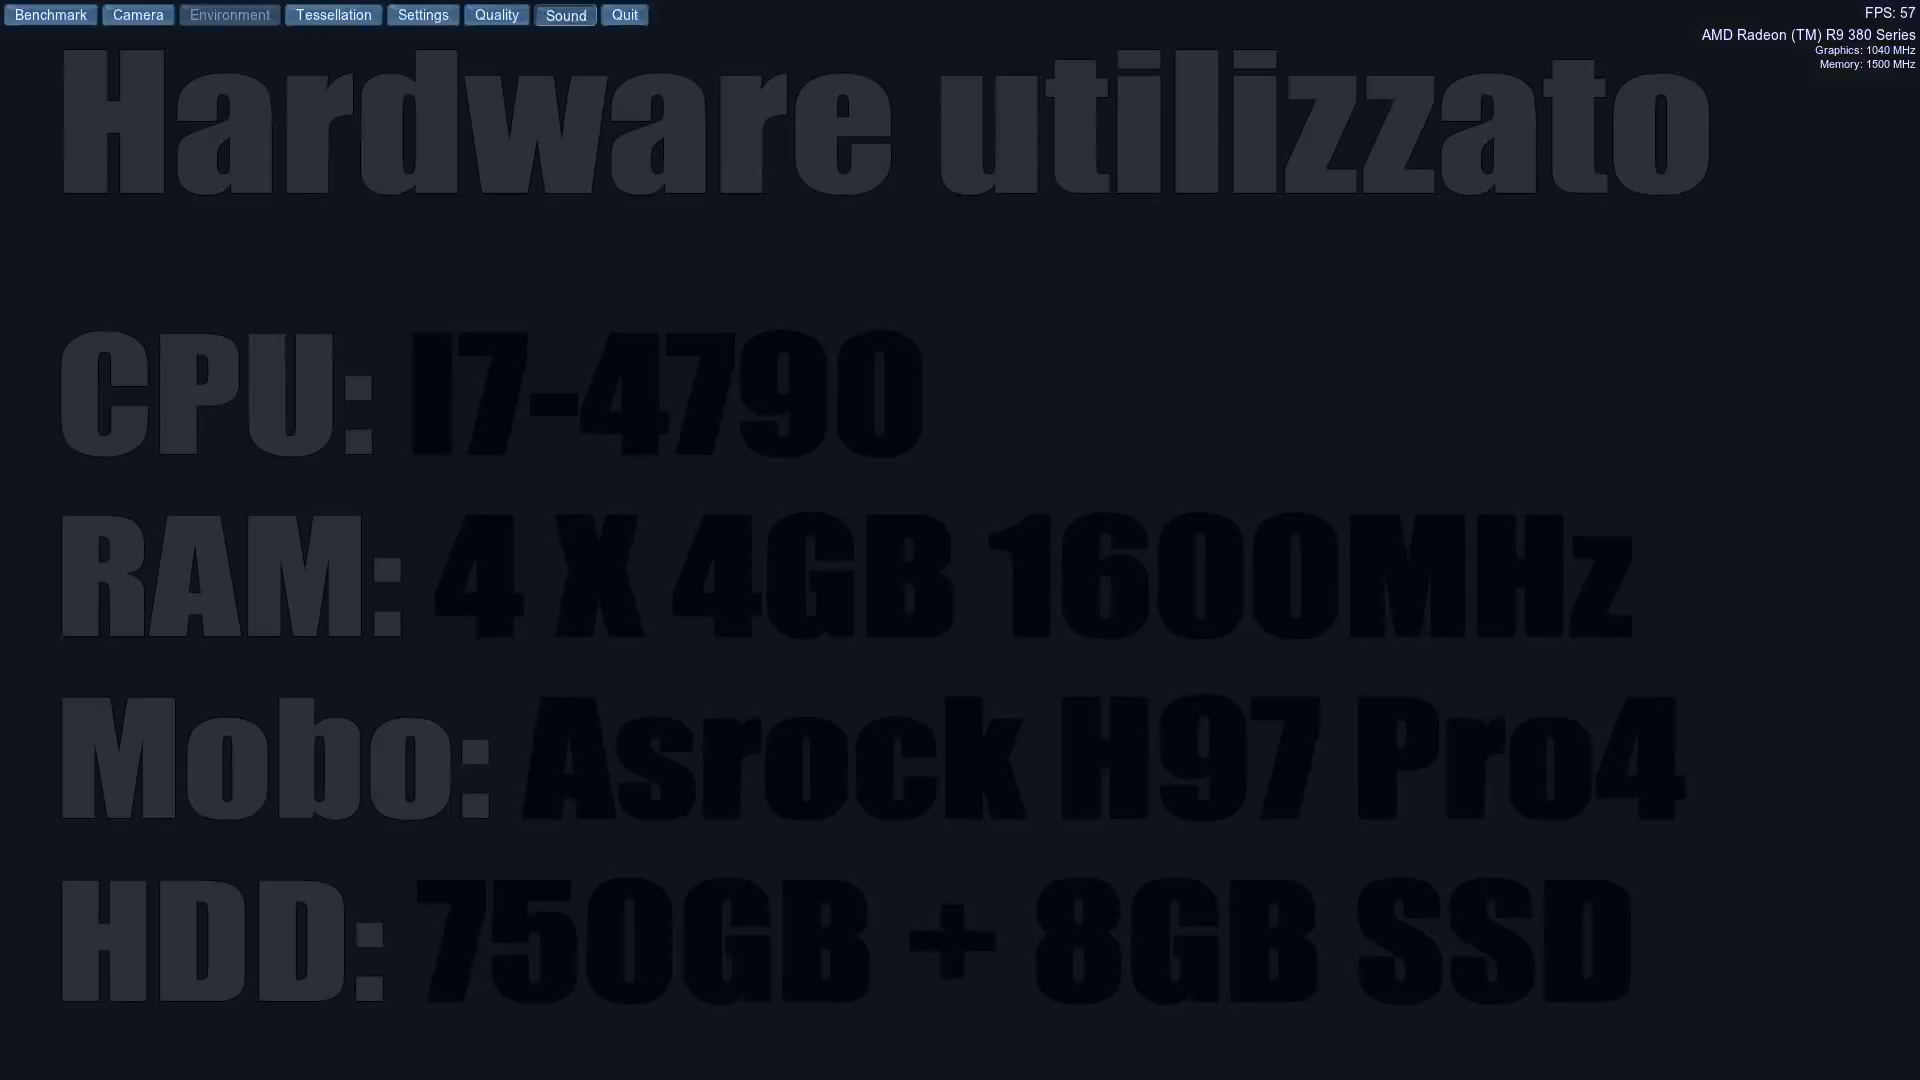 Benchmark Camera Environment Tessellation Settings Quality Sound Quit
FPS: 57
AMD Radeon (TM) R9 380 Series
Graphics: 1040 MHz
Memory: 1500 MHz
Hardware utilizzato
CPU: I7-4790
RAM: 4 X 4GB 1600MHz
Mobo: Asrock H97 Pro4
HDD: 750GB + 8GB SSD